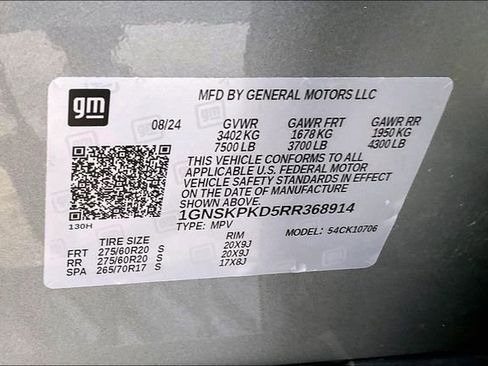 gm
MFD BY GENERAL MOTORS LLC
08/24 GVWR GAWR FRT GAWR RR
3402 KG 1678 KG 1950 KG
7500 LB 3700 LB 4300 LB
THIS VEHICLE CONFORMS TO ALL
APPLICABLE U.S. FEDERAL MOTOR
VEHICLE SAFETY STANDARDS IN EFFECT
ON THE DATE OF MANUFACTURE
SHOWN ABOVE.
1GNSKPKD5RR368914
130H TYPE: MPV MODEL: 54CK10706
TIRE SIZE RIM
FRT 275/60R20 S 20X9J
RR 275/60R20 S 20X9J
SPA 265/70R17 S 17X8J